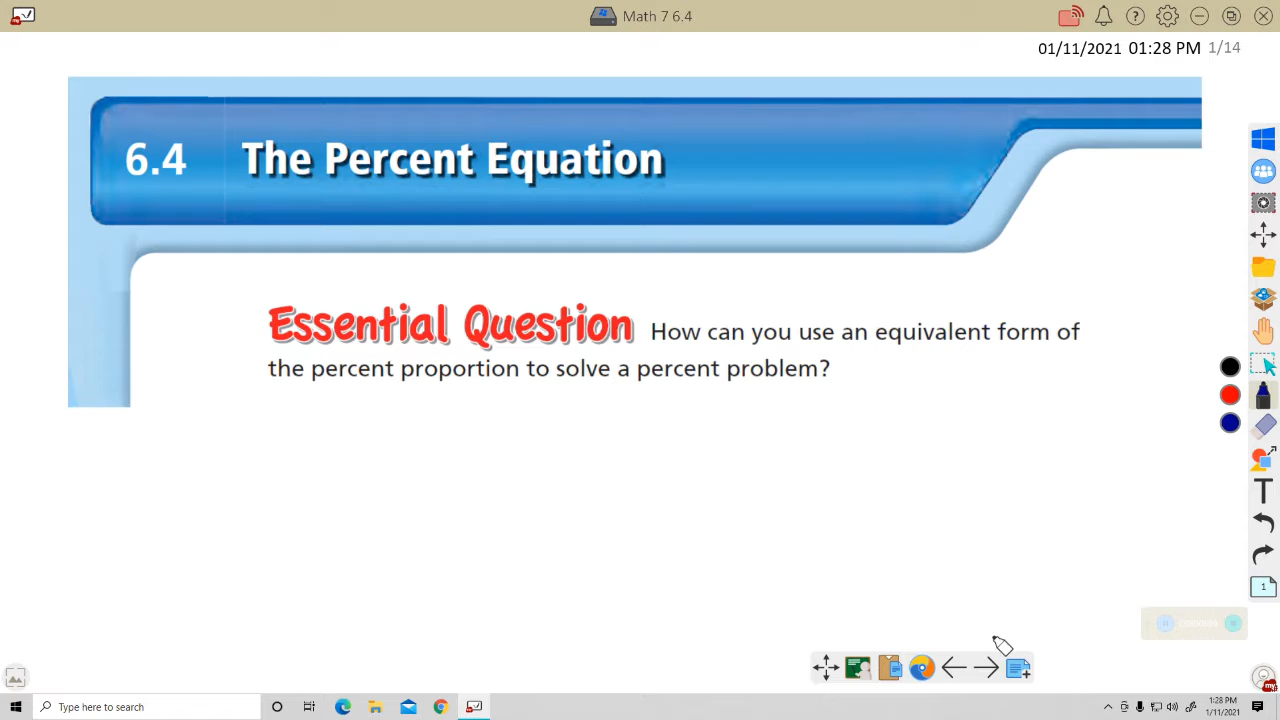 Math 7 6.4
01/11/2021 01:28 PM 1/14
6.4 The Percent Equation
Essential Question How can you use an equivalent form of
the percent proportion to solve a percent problem?
T
1
Type here to search
1:28 PM
1/11/2021